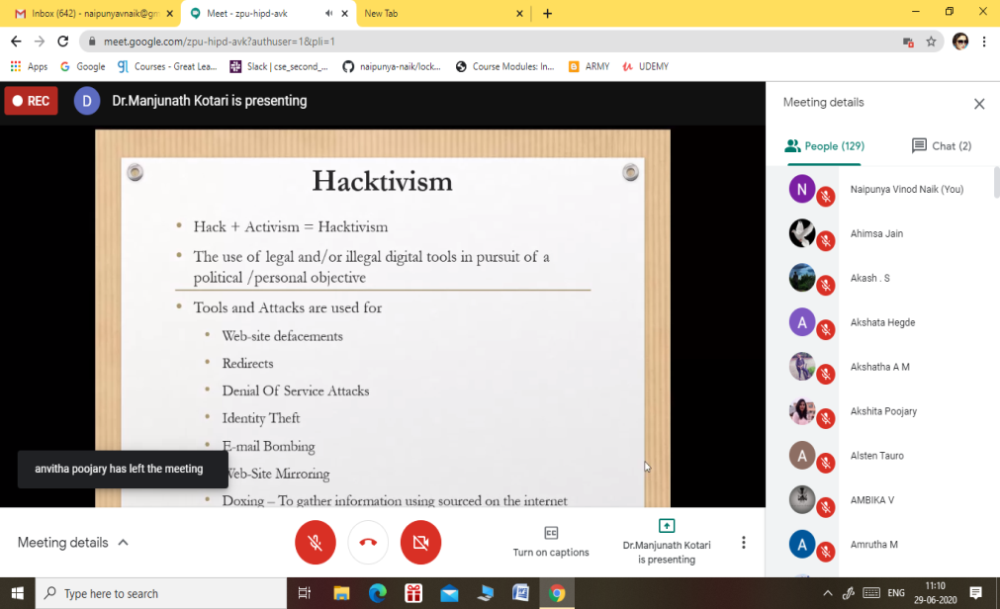 Inbox (642) - naipunyavnaik@gm
Meet - zpu-hipd-avk
New Tab
meet.google.com/zpu-hipd-avk?authuser=1&pli=1
Apps
Google
Courses - Great Lea...
Slack | cse_second_...
naipunya-naik/lock...
Course Modules: In...
ARMY
UDEMY
REC
D
Dr.Manjunath Kotari is presenting
Hacktivism
• Hack + Activism = Hacktivism
• The use of legal and/or illegal digital tools in pursuit of a
political /personal objective
• Tools and Attacks are used for
• Web-site defacements
• Redirects
• Denial Of Service Attacks
• Identity Theft
• E-mail Bombing
Web-Site Mirroring
• Doxing – To gather information using sourced on the internet
anvitha poojary has left the meeting
Meeting details
People (129)
Chat (2)
N
Naipunya Vinod Naik (You)
Ahimsa Jain
Akash . S
A
Akshata Hegde
Akshatha A M
Akshita Poojary
A
Alsten Tauro
AMBIKA V
A
Amrutha M
Meeting details
Turn on captions
Dr.Manjunath Kotari
is presenting
Type here to search
ENG
11:10
29-06-2020